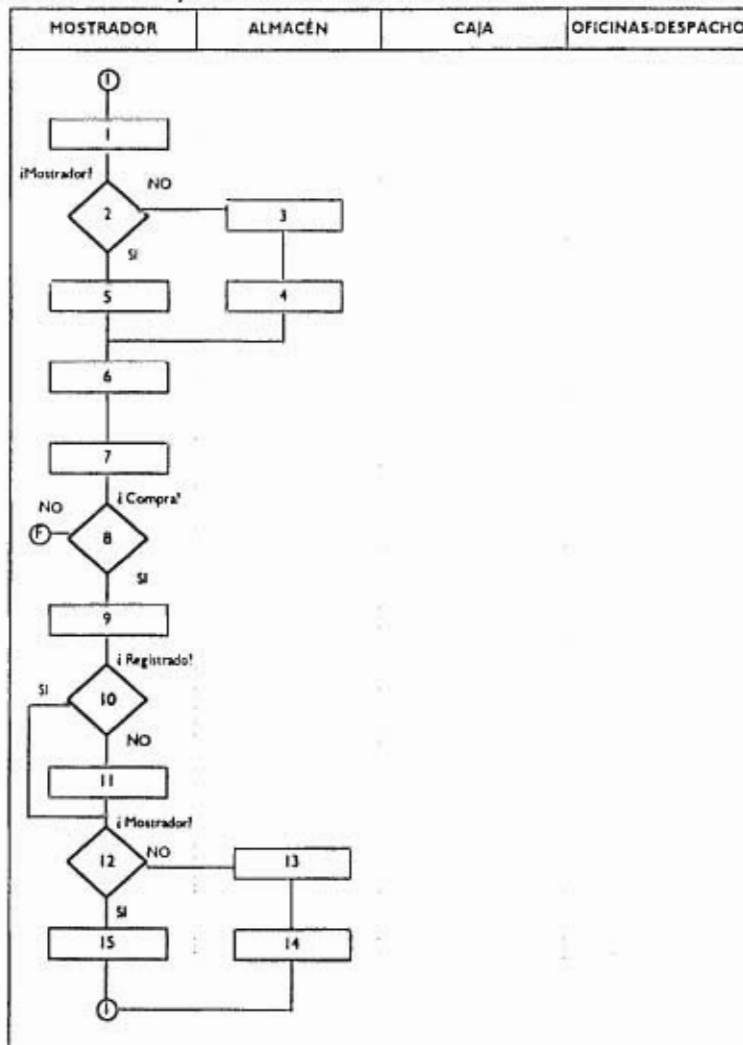 MOSTRADOR ALMACÉN CAJA OFICINAS-DESPACHO
I
1
¿Mostrador?
NO
2 3
SI
5 4
6
7
¿Compra?
NO
F 8
SI
9
¿Registrado?
SI
10
NO
11
¿Mostrador?
12 NO 13
SI
15 14
1